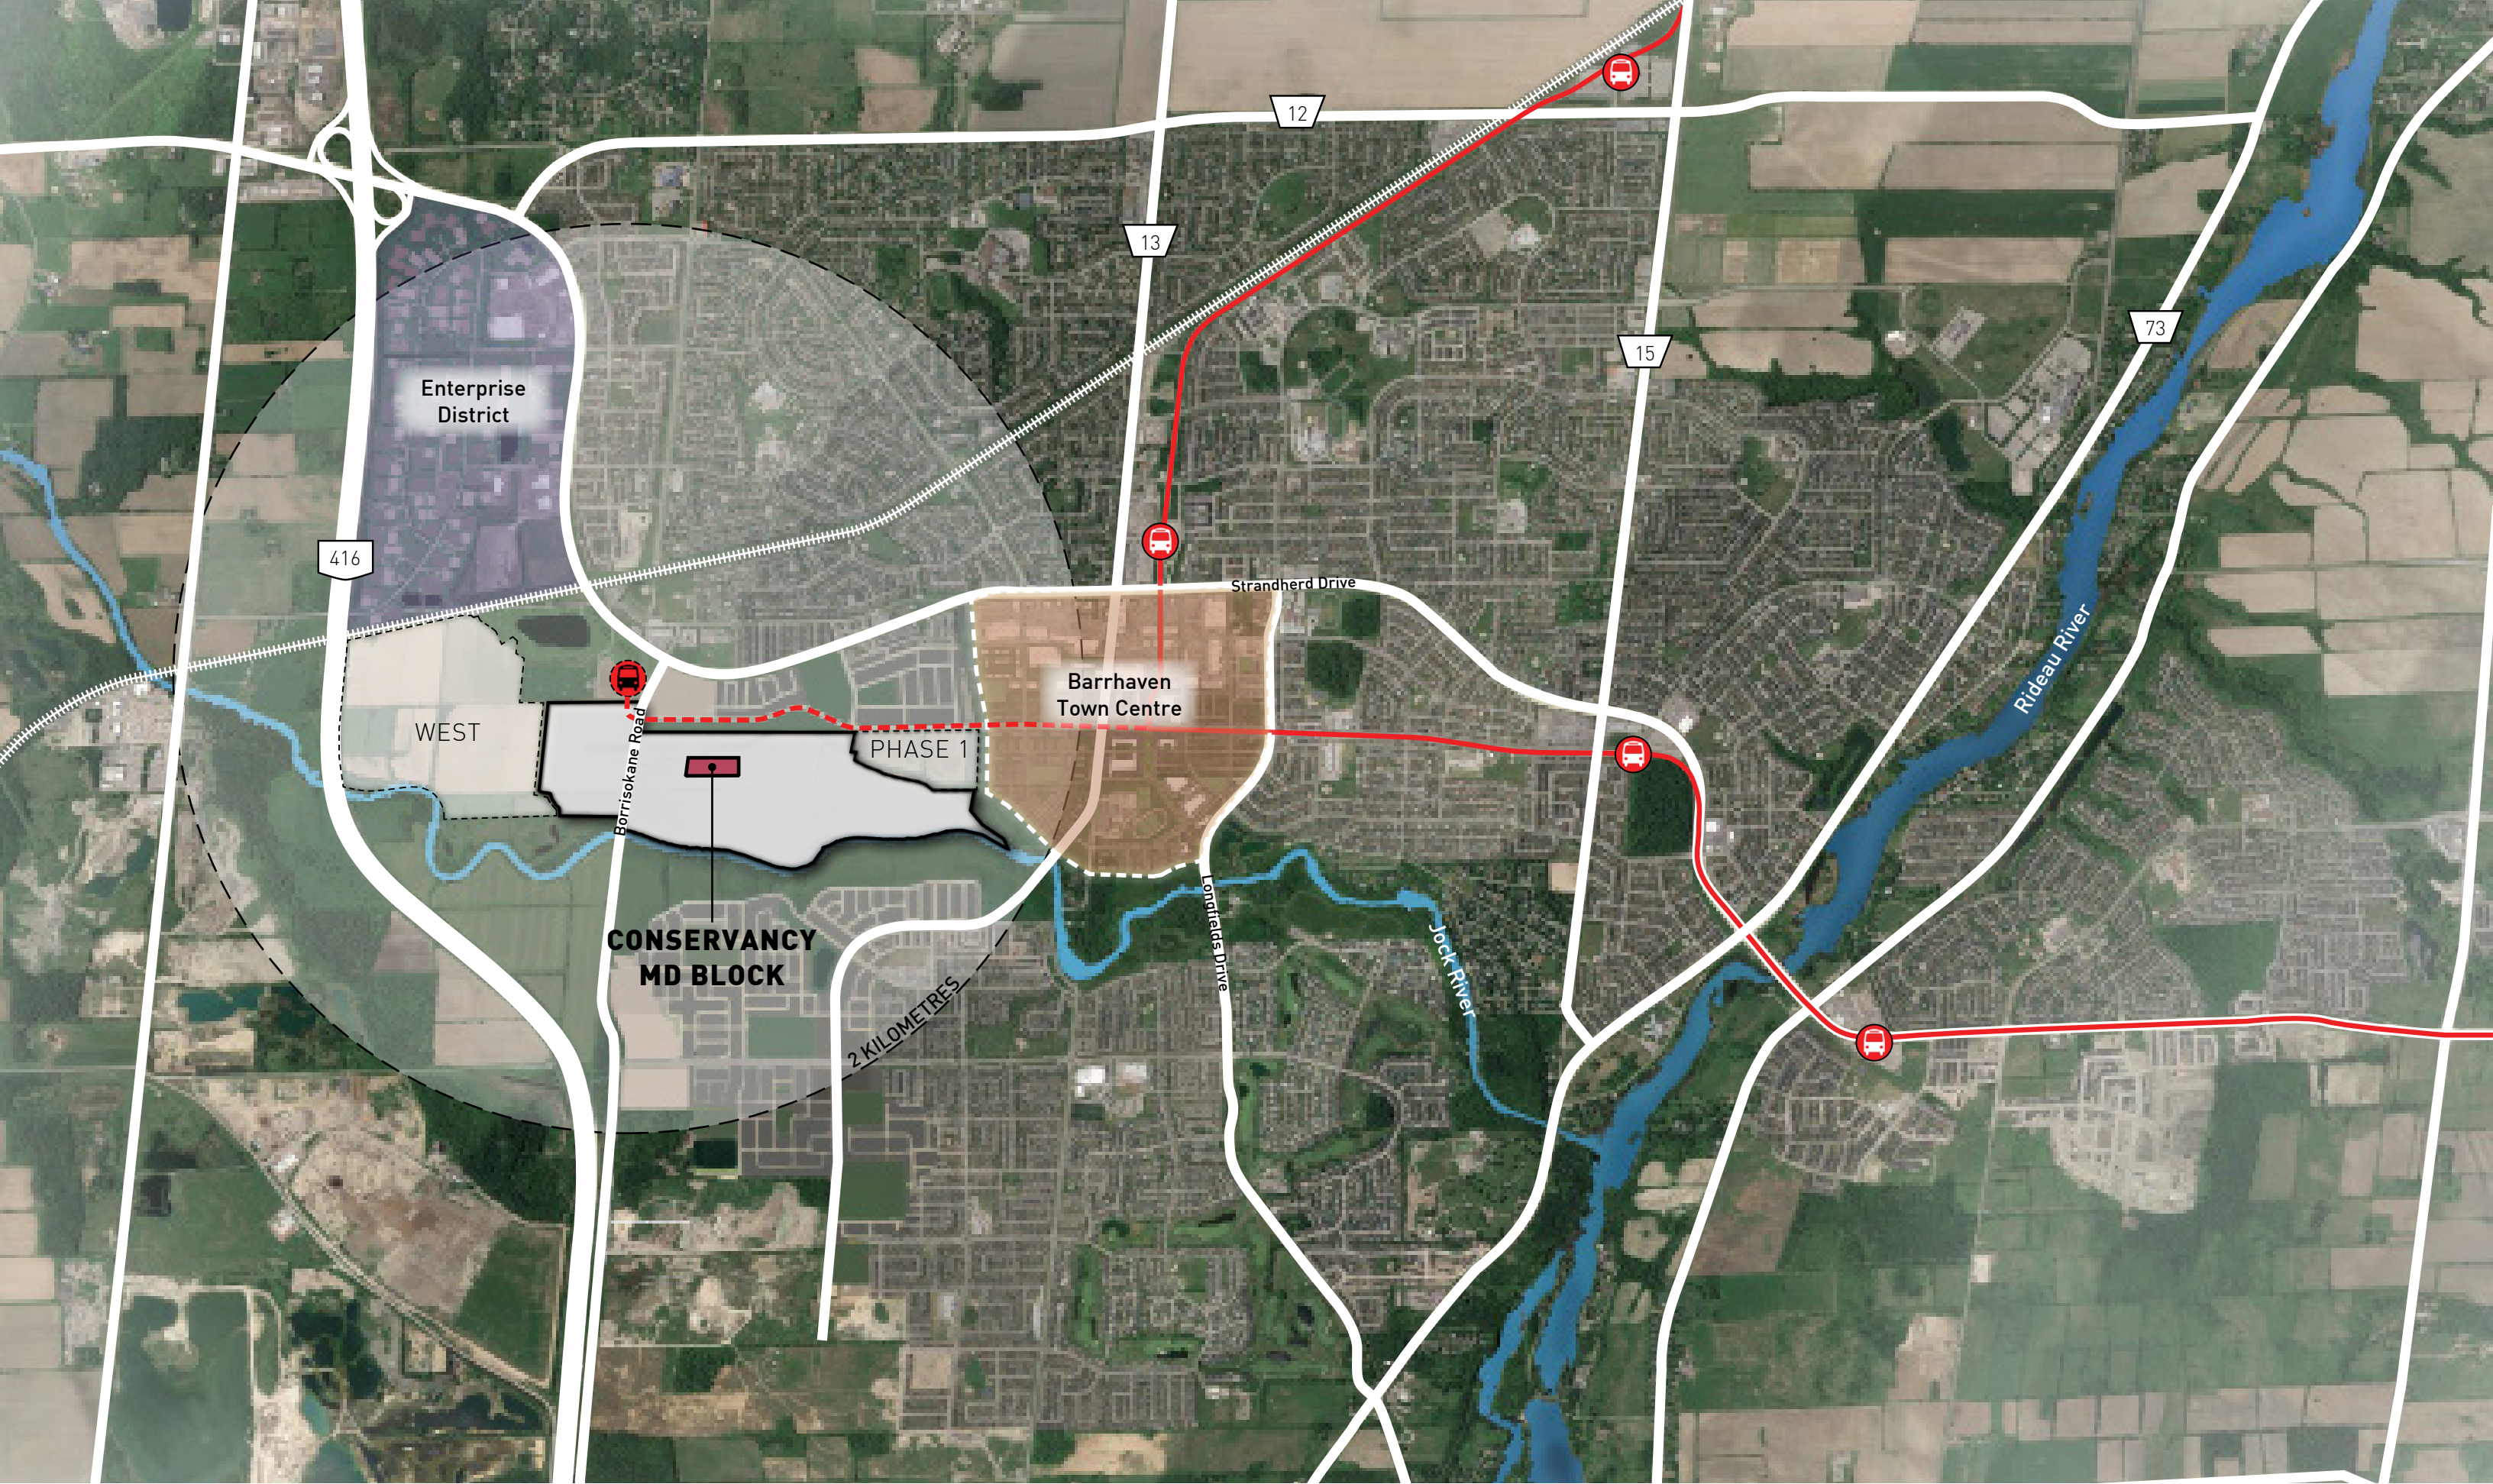 12
13
Enterprise
District
15
73
416
Strandherd Drive
Barrhaven
Town Centre
Rideau River
WEST
Borrisokane Road
PHASE 1
CONSERVANCY
MD BLOCK
Longfields Drive
Jock River
2 KILOMETRES